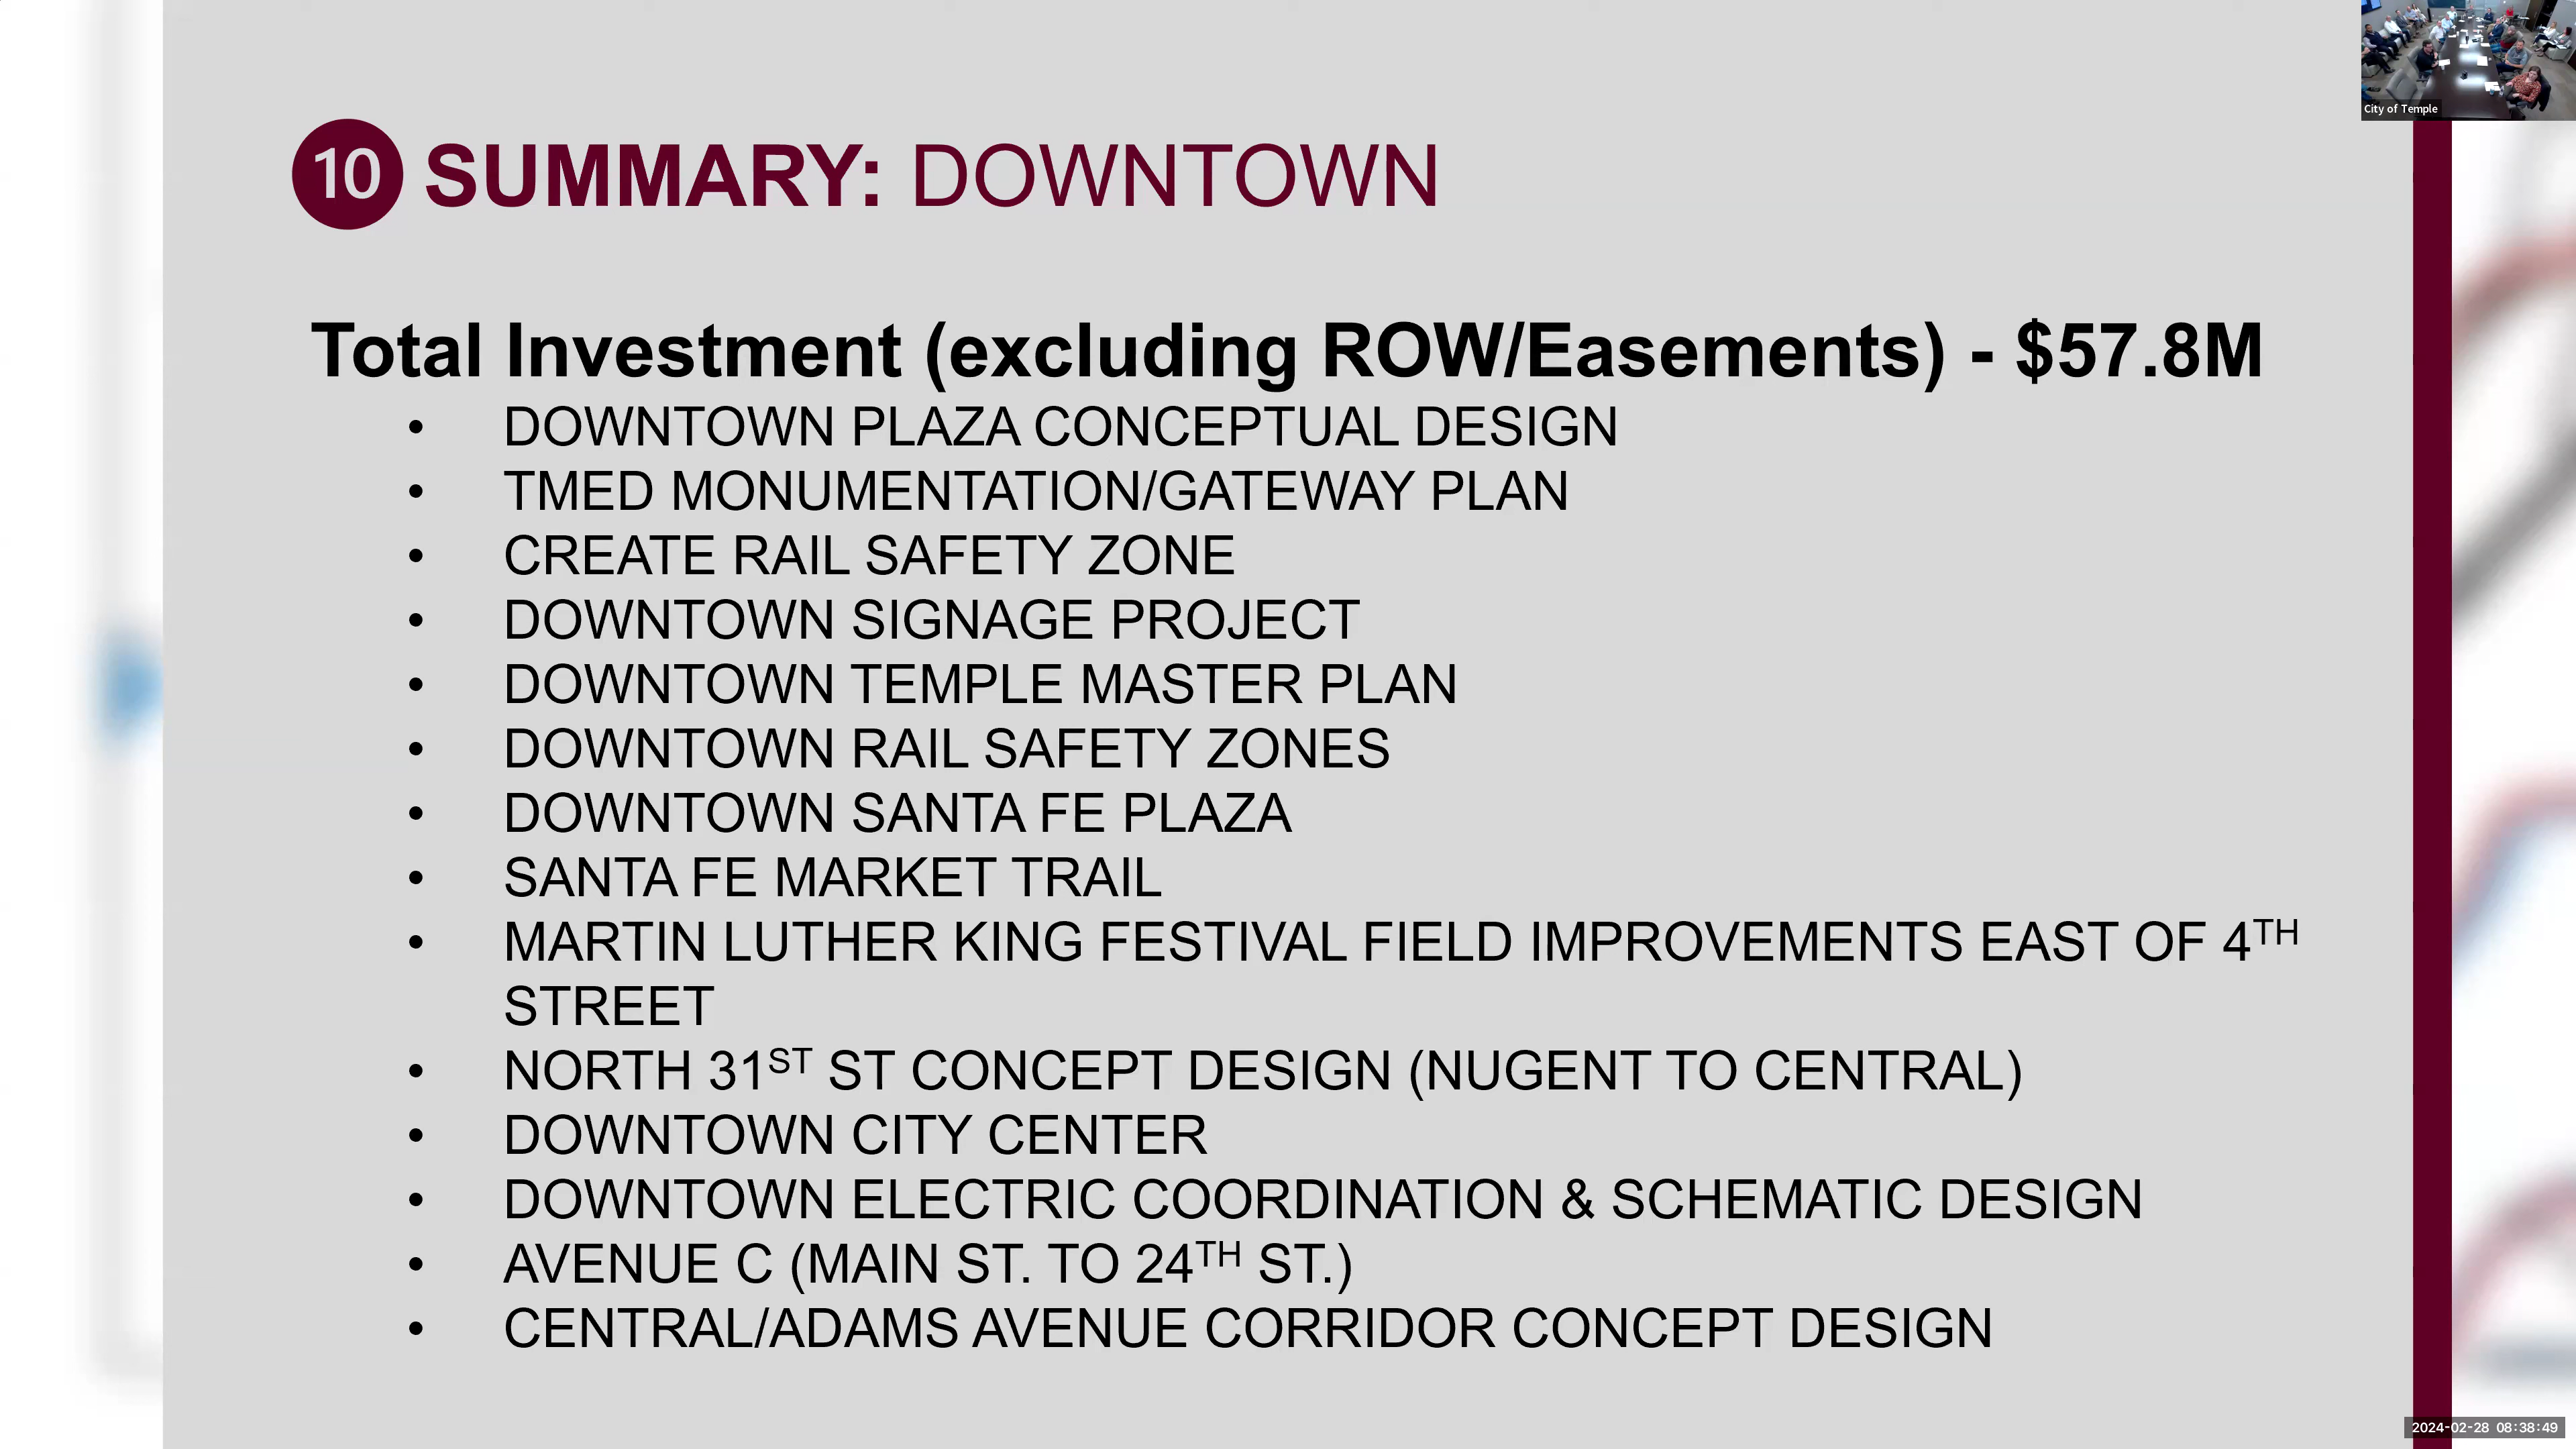 City of Temple
10 SUMMARY: DOWNTOWN
Total Investment (excluding ROW/Easements) - $57.8M
• DOWNTOWN PLAZA CONCEPTUAL DESIGN
• TMED MONUMENTATION/GATEWAY PLAN
• CREATE RAIL SAFETY ZONE
• DOWNTOWN SIGNAGE PROJECT
• DOWNTOWN TEMPLE MASTER PLAN
• DOWNTOWN RAIL SAFETY ZONES
• DOWNTOWN SANTA FE PLAZA
• SANTA FE MARKET TRAIL
• MARTIN LUTHER KING FESTIVAL FIELD IMPROVEMENTS EAST OF 4TH
STREET
• NORTH 31ST ST CONCEPT DESIGN (NUGENT TO CENTRAL)
• DOWNTOWN CITY CENTER
• DOWNTOWN ELECTRIC COORDINATION & SCHEMATIC DESIGN
• AVENUE C (MAIN ST. TO 24TH ST.)
• CENTRAL/ADAMS AVENUE CORRIDOR CONCEPT DESIGN
2024-02-28 08:38:49